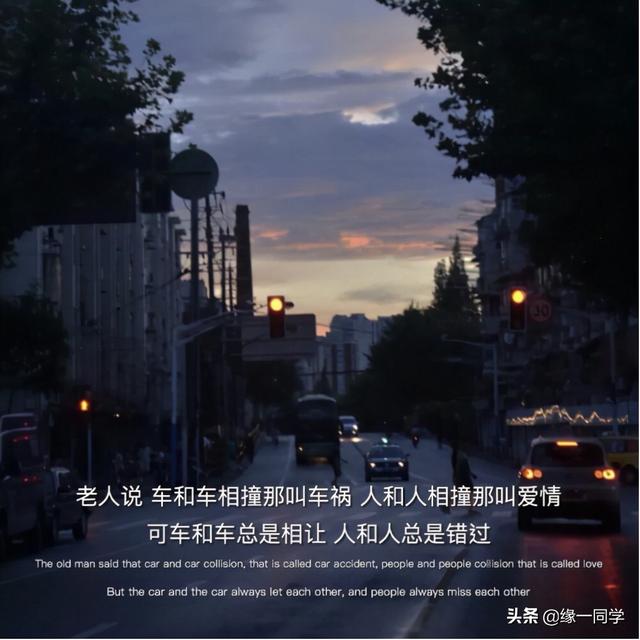 30
老人说 车和车相撞那叫车祸 人和人相撞那叫爱情
可车和车总是相让 人和人总是错过
The old man said that car and car collision, that is called car accident, people and people collision that is called love
But the car and the car always let each other, and people always miss each other
头条 @缘一同学